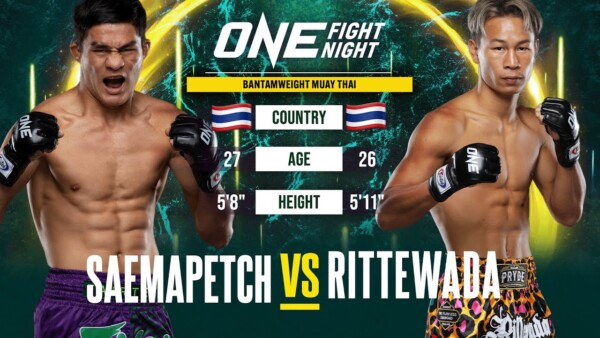 ONE FIGHT
NIGHT
BANTAMWEIGHT MUAY THAI
COUNTRY
27 AGE 26
5'8" HEIGHT 5'11"
SAEMAPETCH VS RITTEWADA
ONE
ONE
PRYDE